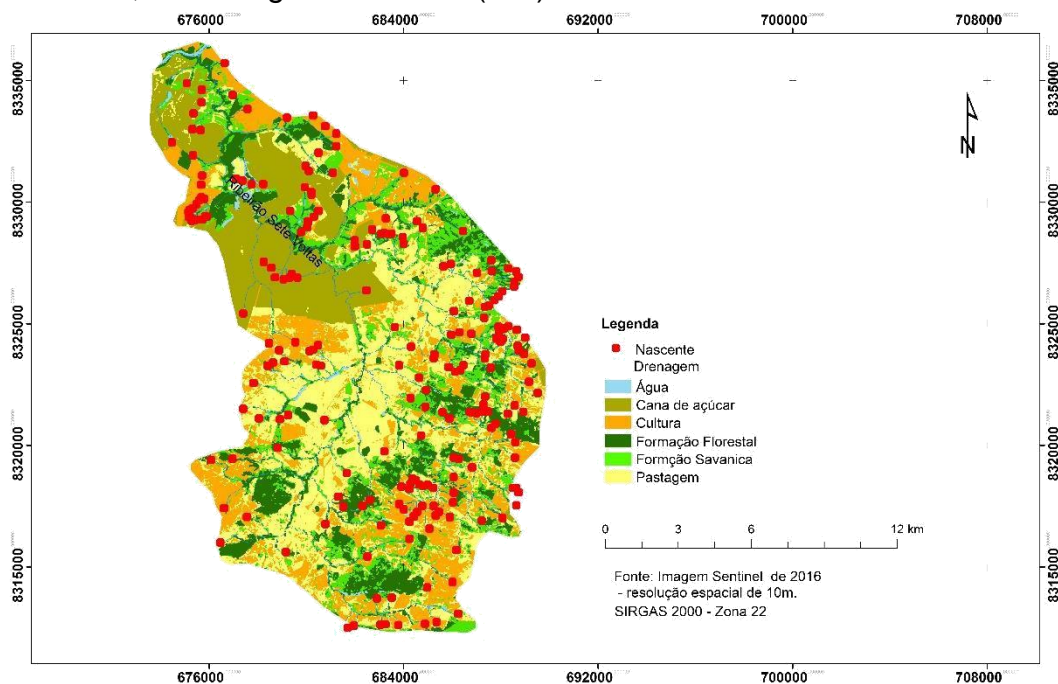 676000 684000 692000 700000 708000
8335000 8335000
N
8330000 8330000
Ribeirão Sete Voltas
8325000 8325000
Legenda
Nascente
Drenagem
Água
Cana de açúcar
Cultura
Formação Florestal
Formção Savanica
Pastagem
8320000 8320000
0 3 6 12 km
8315000 8315000
Fonte: Imagem Sentinel de 2016
- resolução espacial de 10m.
SIRGAS 2000 - Zona 22
676000 684000 692000 700000 708000